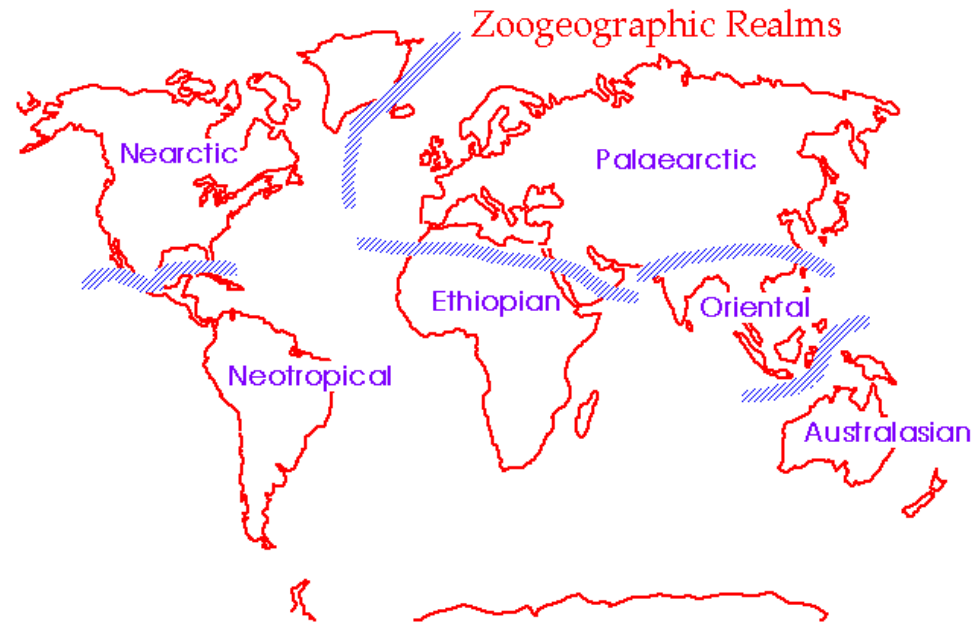 Zoogeographic Realms
Nearctic
Palaearctic
Ethiopian
Oriental
Neotropical
Australasian